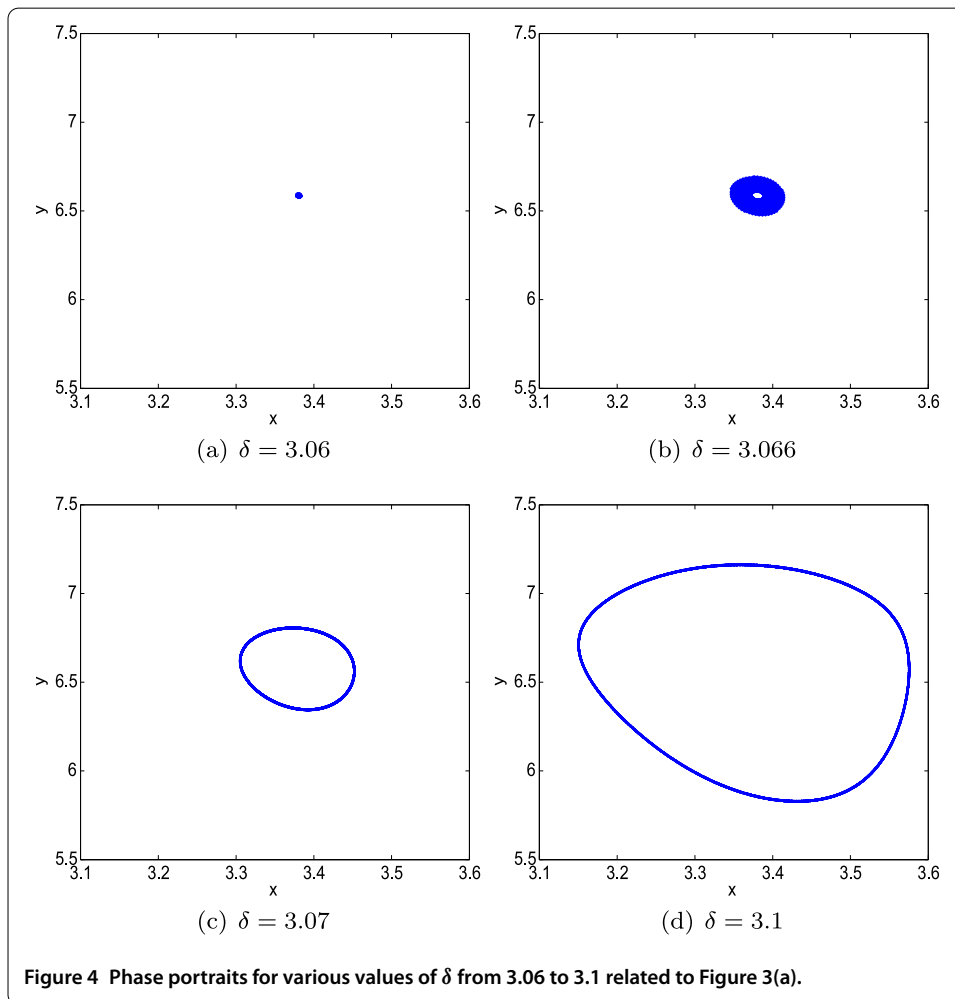 7.5
7
y
6.5
6
5.5
3.1 3.2 3.3 3.4 3.5 3.6
x
(a) δ = 3.06
7.5
7
y
6.5
6
5.5
3.1 3.2 3.3 3.4 3.5 3.6
x
(b) δ = 3.066
7.5
7
y
6.5
6
5.5
3.1 3.2 3.3 3.4 3.5 3.6
x
(c) δ = 3.07
7.5
7
y
6.5
6
5.5
3.1 3.2 3.3 3.4 3.5 3.6
x
(d) δ = 3.1
Figure 4 Phase portraits for various values of δ from 3.06 to 3.1 related to Figure 3(a).